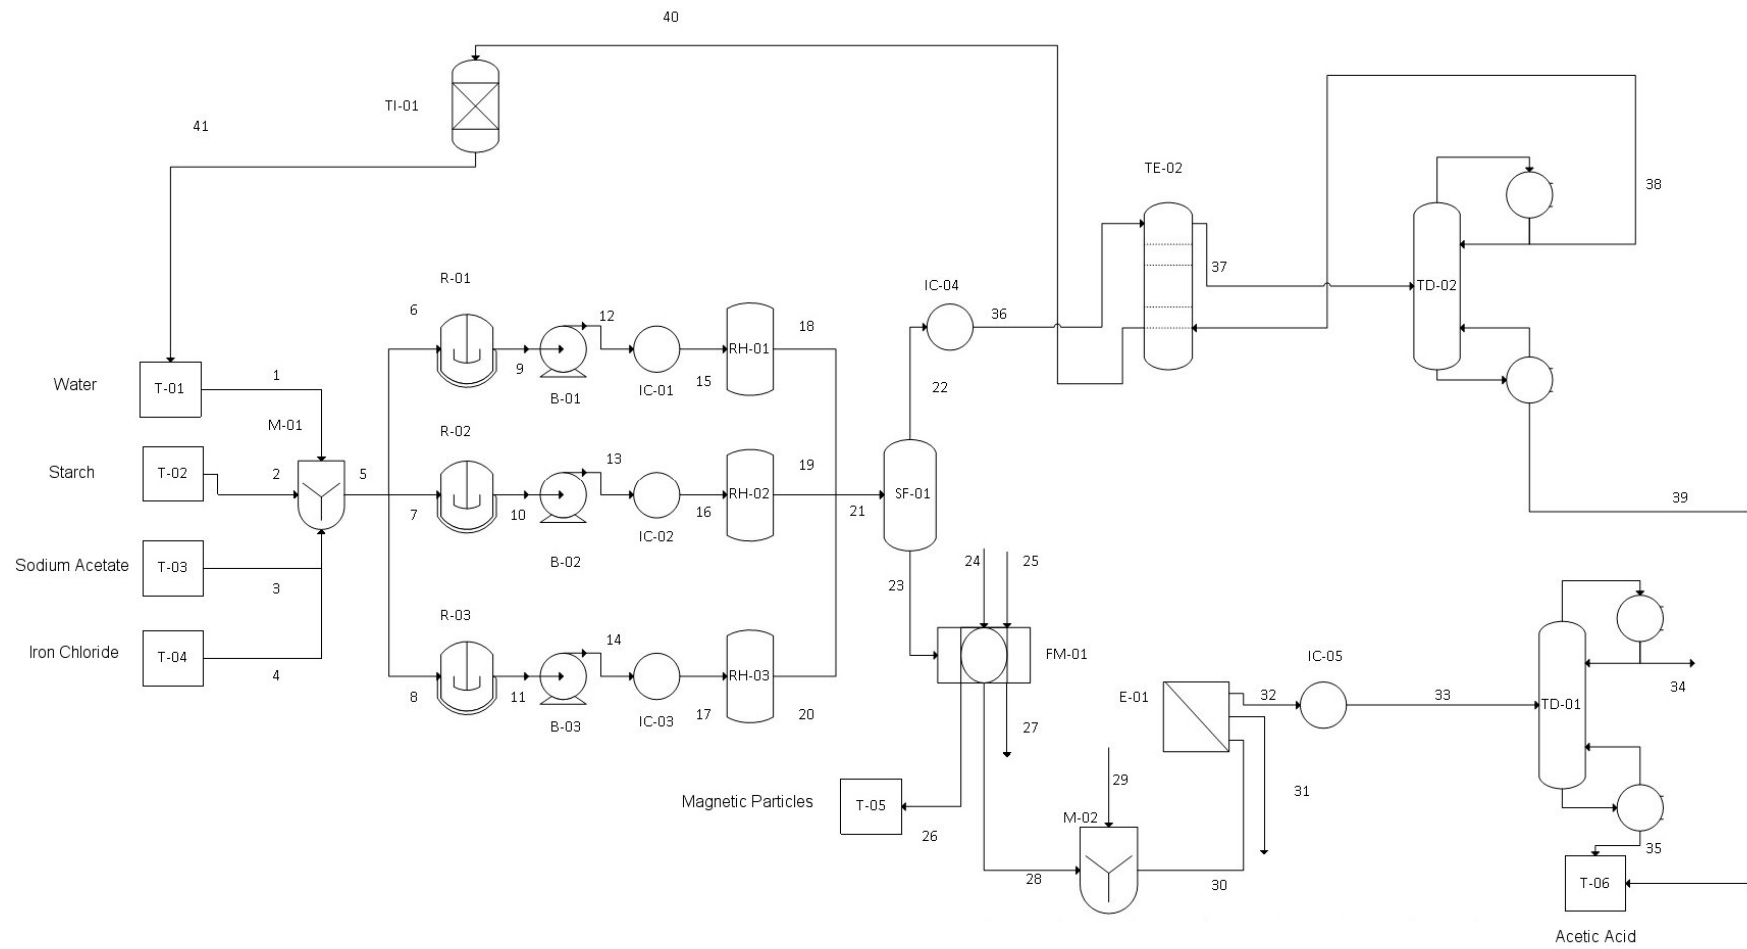 40
TI-01
41
TE-02
38
R-01
37
IC-04
TD-02
6
12
36
18
RH-01
Water
T-01
1
9
IC-01
15
22
B-01
M-01
R-02
13
19
Starch
T-02
2
5
RH-02
SF-01
39
7
10
16
21
IC-02
B-02
24
25
Sodium Acetate
T-03
3
23
R-03
14
Iron Chloride
T-04
FM-01
IC-05
4
RH-03
8
11
E-01
32
33
34
17
20
TD-01
B-03
IC-03
27
29
31
Magnetic Particles
T-05
M-02
26
35
28
30
T-06
Acetic Acid